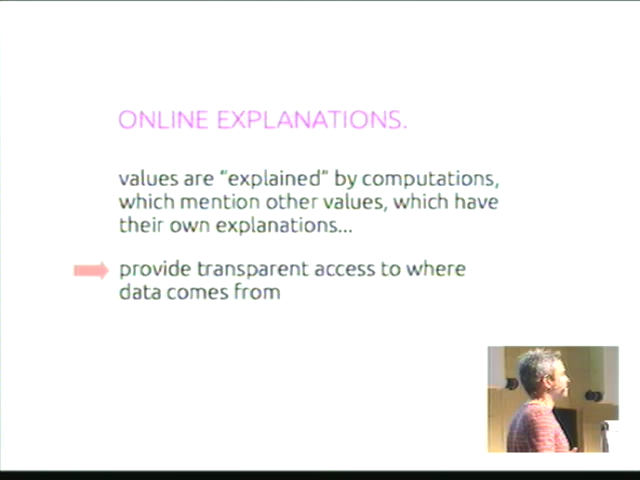 ONLINE EXPLANATIONS.
values are "explained" by computations,
which mention other values, which have
their own explanations...
provide transparent access to where
data comes from